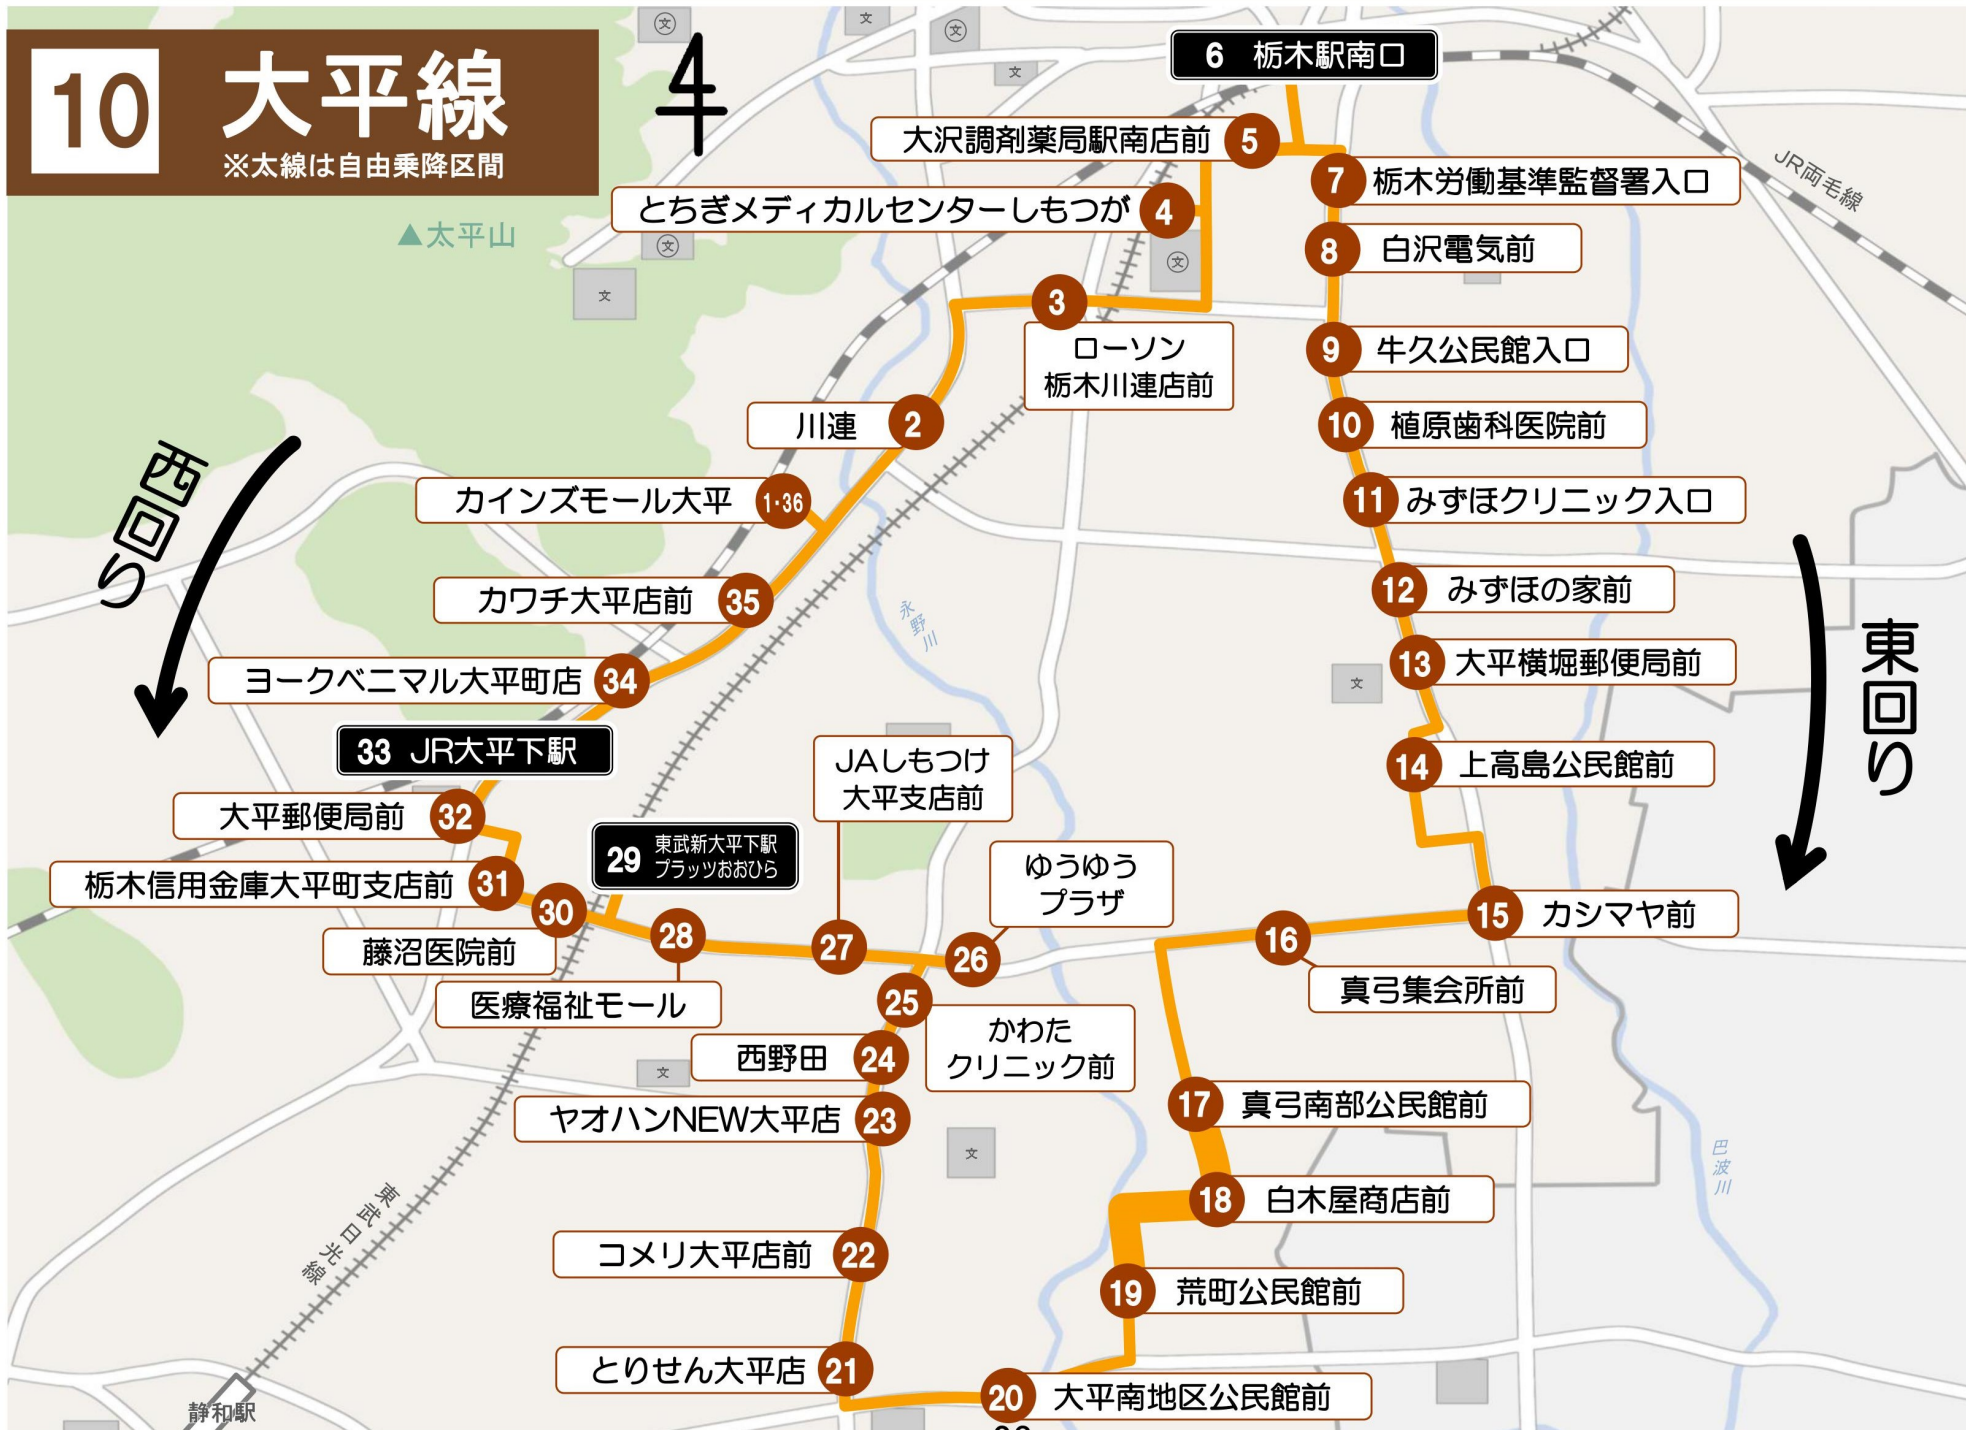 10 大平線
※太線は自由乗降区間
▲太平山
6 栃木駅南口
大沢調剤薬局駅南店前 5
とちぎメディカルセンターしもつが 4
3
ローソン
栃木川連店前
川連 2
カインズモール大平 1・36
カワチ大平店前 35
ヨークベニマル大平町店 34
33 JR大平下駅
大平郵便局前 32
栃木信用金庫大平町支店前 31
30
藤沼医院前
29 東武新大平下駅
プラッツおおひら
28
医療福祉モール
JAしもつけ
大平支店前
27
ゆうゆう
プラザ
26
25
かわた
クリニック前
西野田 24
ヤオハンNEW大平店 23
コメリ大平店前 22
とりせん大平店 21
20 大平南地区公民館前
19 荒町公民館前
18 白木屋商店前
17 真弓南部公民館前
16
真弓集会所前
15 カシマヤ前
14 上高島公民館前
13 大平横堀郵便局前
12 みずほの家前
11 みずほクリニック入口
10 植原歯科医院前
9 牛久公民館入口
8 白沢電気前
7 栃木労働基準監督署入口
JR両毛線
西回り
東回り
永野川
巴波川
東武日光線
静和駅
文
文
文
文
文
文
文
文
文
文